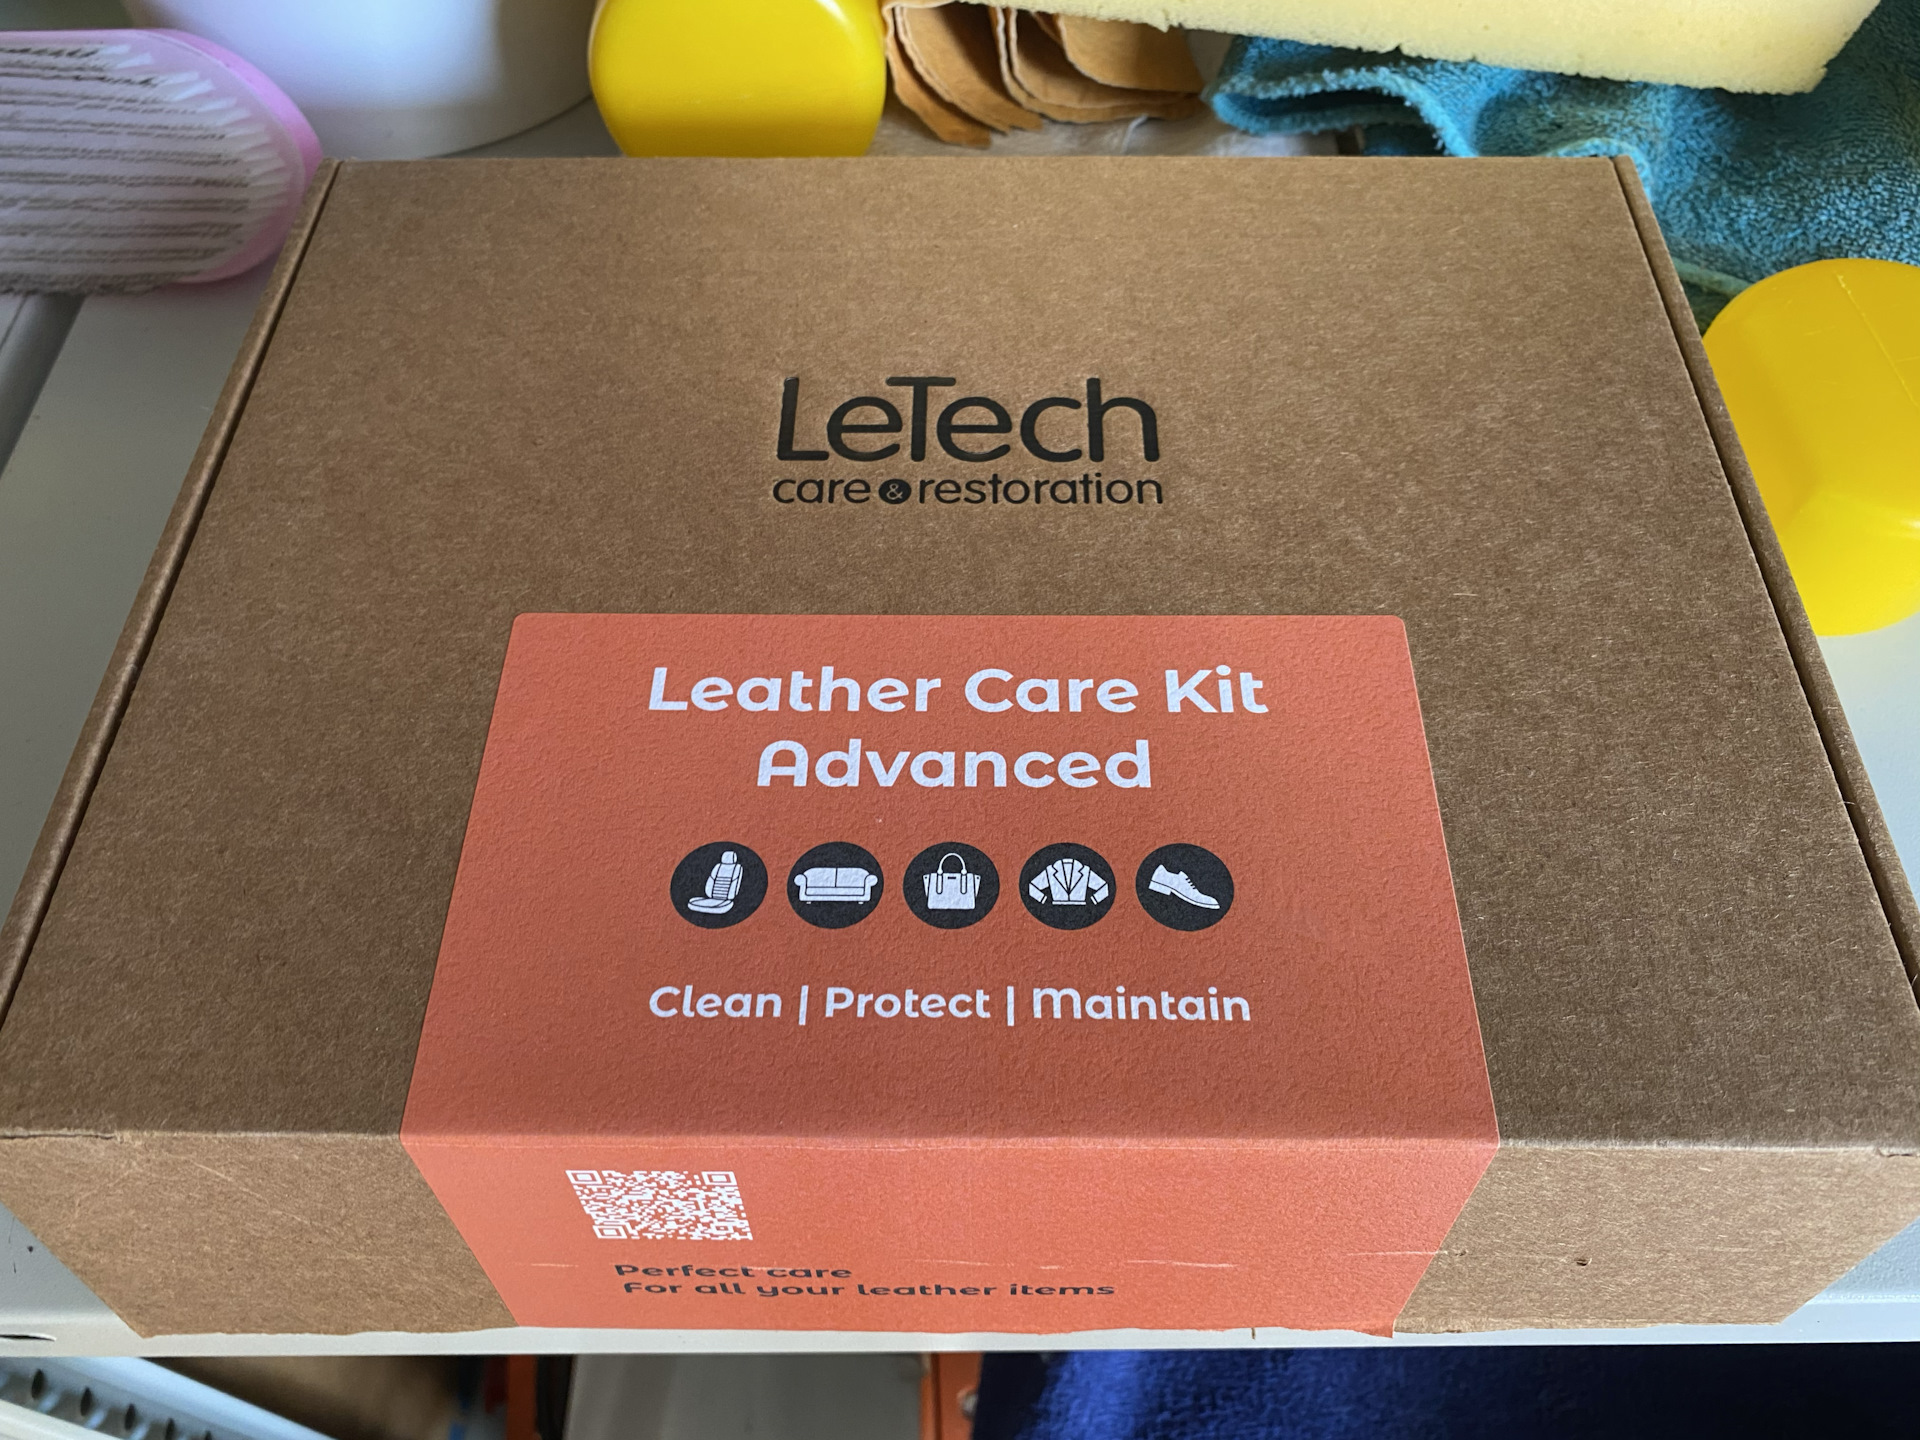 LeTech
care & restoration
Leather Care Kit
Advanced
Clean | Protect | Maintain
Perfect care
for all your leather items